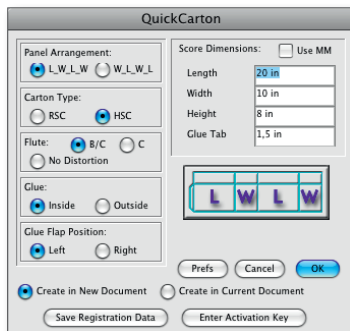 QuickCarton
Panel Arrangement:
L_W_L_W W_L_W_L
Carton Type:
RSC HSC
Flute: B/C C
No Distortion
Glue:
Inside Outside
Glue Flap Position:
Left Right
Score Dimensions: Use MM
Length 20 in
Width 10 in
Height 8 in
Glue Tab 1,5 in
L W L W
Prefs Cancel OK
Create in New Document Create in Current Document
Save Registration Data Enter Activation Key